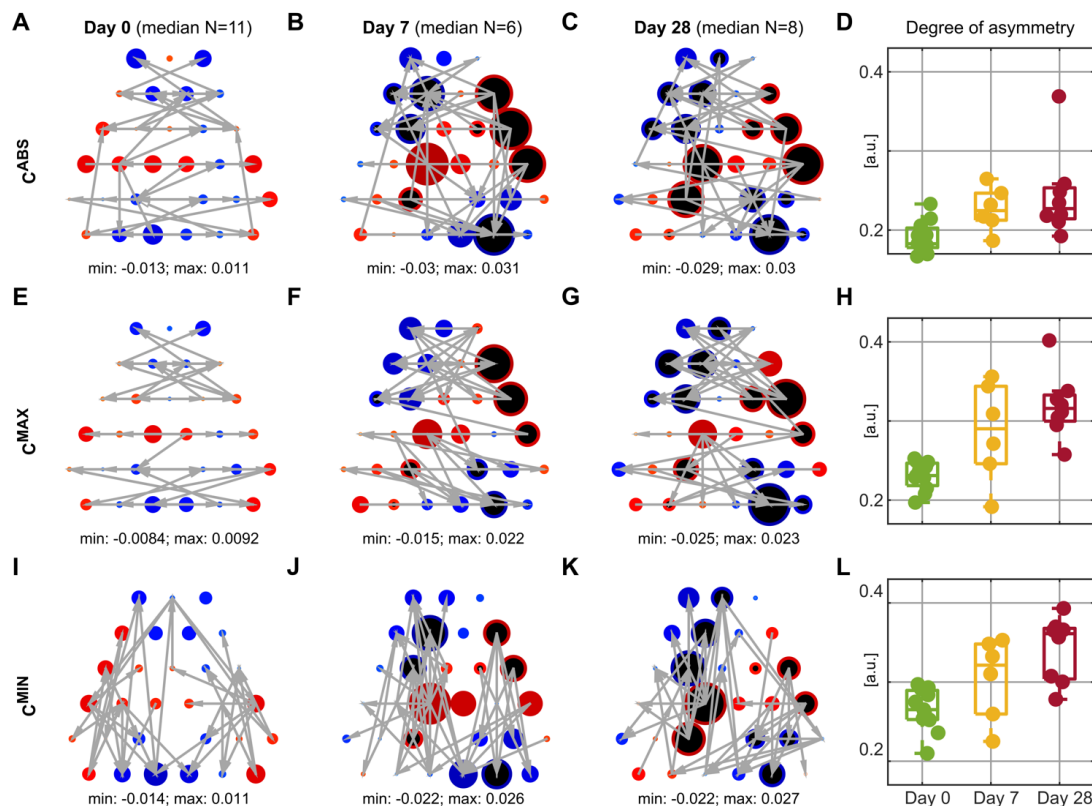 A Day 0 (median N=11) B Day 7 (median N=6) C Day 28 (median N=8) D Degree of asymmetry
C^ABS
0.4
[a.u.]
0.2
min: -0.013; max: 0.011 min: -0.03; max: 0.031 min: -0.029; max: 0.03
E F G H
C^MAX
0.4
[a.u.]
0.2
min: -0.0084; max: 0.0092 min: -0.015; max: 0.022 min: -0.025; max: 0.023
I J K L
C^MIN
0.4
[a.u.]
0.2
min: -0.014; max: 0.011 min: -0.022; max: 0.026 min: -0.022; max: 0.027
Day 0 Day 7 Day 28